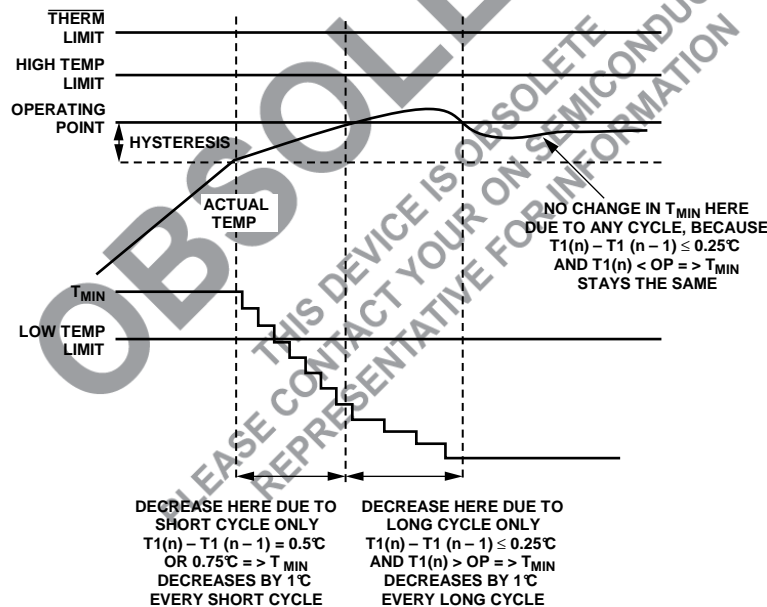 THERM
LIMIT
HIGH TEMP
LIMIT
OPERATING
POINT
HYSTERESIS
ACTUAL
TEMP
NO CHANGE IN TMIN HERE
DUE TO ANY CYCLE, BECAUSE
T1(n) – T1 (n – 1) ≤ 0.25°C
AND T1(n) < OP = > TMIN
STAYS THE SAME
TMIN
LOW TEMP
LIMIT
DECREASE HERE DUE TO
SHORT CYCLE ONLY
T1(n) – T1 (n – 1) = 0.5°C
OR 0.75°C = > TMIN
DECREASES BY 1°C
EVERY SHORT CYCLE
DECREASE HERE DUE TO
LONG CYCLE ONLY
T1(n) – T1 (n – 1) ≤ 0.25°C
AND T1(n) > OP = > TMIN
DECREASES BY 1°C
EVERY LONG CYCLE
THIS DEVICE IS OBSOLETE
PLEASE CONTACT YOUR ON SEMICONDUC
REPRESENTATIVE FOR INFORMATION
OBSOLE